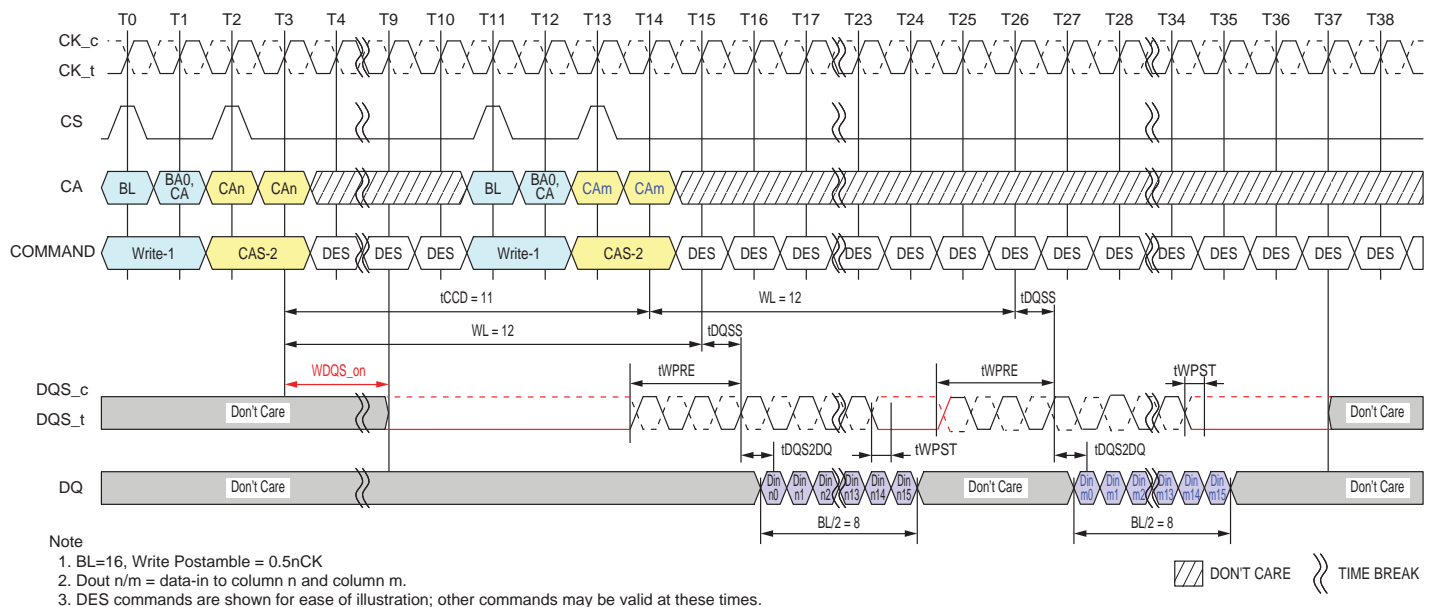 T0 T1 T2 T3 T4 T9 T10 T11 T12 T13 T14 T15 T16 T17 T23 T24 T25 T26 T27 T28 T34 T35 T36 T37 T38
CK_c
CK_t
CS
CA BL BA0, CA CAn CAn BL BA0, CA CAm CAm
COMMAND Write-1 CAS-2 DES DES DES Write-1 CAS-2 DES DES DES DES DES DES DES DES DES DES DES DES DES DES
tCCD = 11 WL = 12 tDQSS
WL = 12 tDQSS
WDQS_on tWPRE tWPRE tWPST
DQS_c
DQS_t Don't Care Don't Care
tDQS2DQ tWPST tDQS2DQ
DQ Don't Care Din n0 Din n1 Din n2 Din n13 Din n14 Din n15 Don't Care Din m0 Din m1 Din m2 Din m13 Din m14 Din m15 Don't Care
BL/2 = 8 BL/2 = 8
Note
1. BL=16, Write Postamble = 0.5nCK
2. Dout n/m = data-in to column n and column m.
3. DES commands are shown for ease of illustration; other commands may be valid at these times.
DON'T CARE TIME BREAK